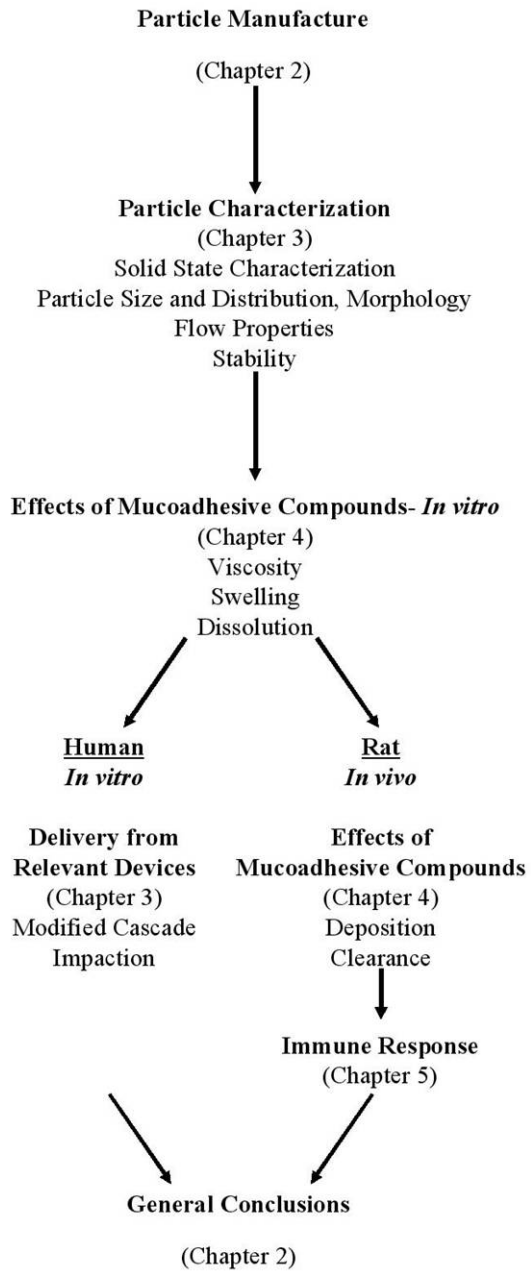 Particle Manufacture
(Chapter 2)
Particle Characterization
(Chapter 3)
Solid State Characterization
Particle Size and Distribution, Morphology
Flow Properties
Stability
Effects of Mucoadhesive Compounds- In vitro
(Chapter 4)
Viscosity
Swelling
Dissolution
Human
In vitro
Delivery from
Relevant Devices
(Chapter 3)
Modified Cascade
Impaction
Rat
In vivo
Effects of
Mucoadhesive Compounds
(Chapter 4)
Deposition
Clearance
Immune Response
(Chapter 5)
General Conclusions
(Chapter 2)